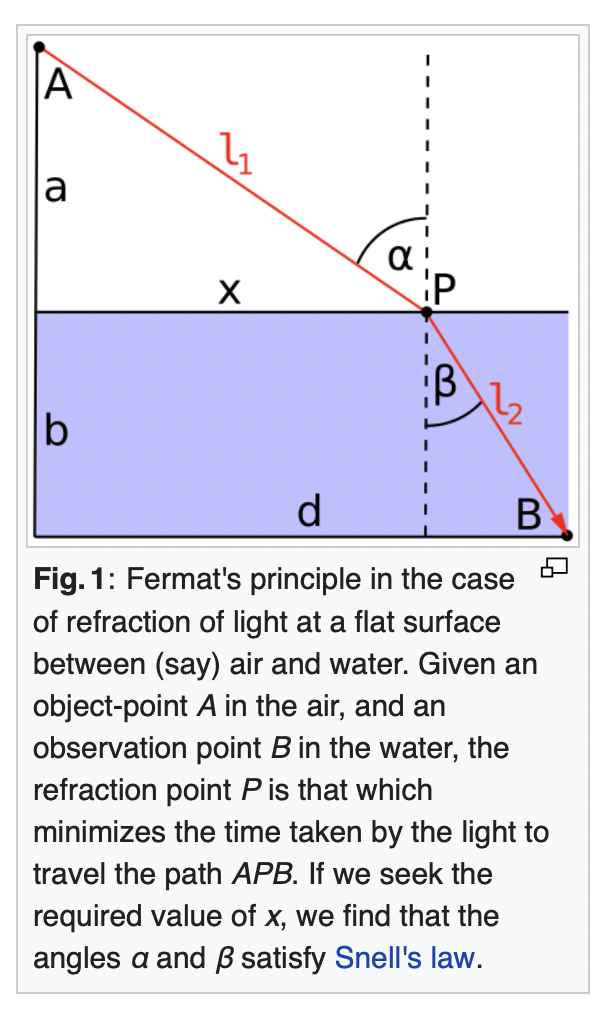 A
l₁
a
α
x
P
β
l₂
b
d
B
Fig. 1: Fermat's principle in the case
of refraction of light at a flat surface
between (say) air and water. Given an
object-point A in the air, and an
observation point B in the water, the
refraction point P is that which
minimizes the time taken by the light to
travel the path APB. If we seek the
required value of x, we find that the
angles α and β satisfy Snell's law.